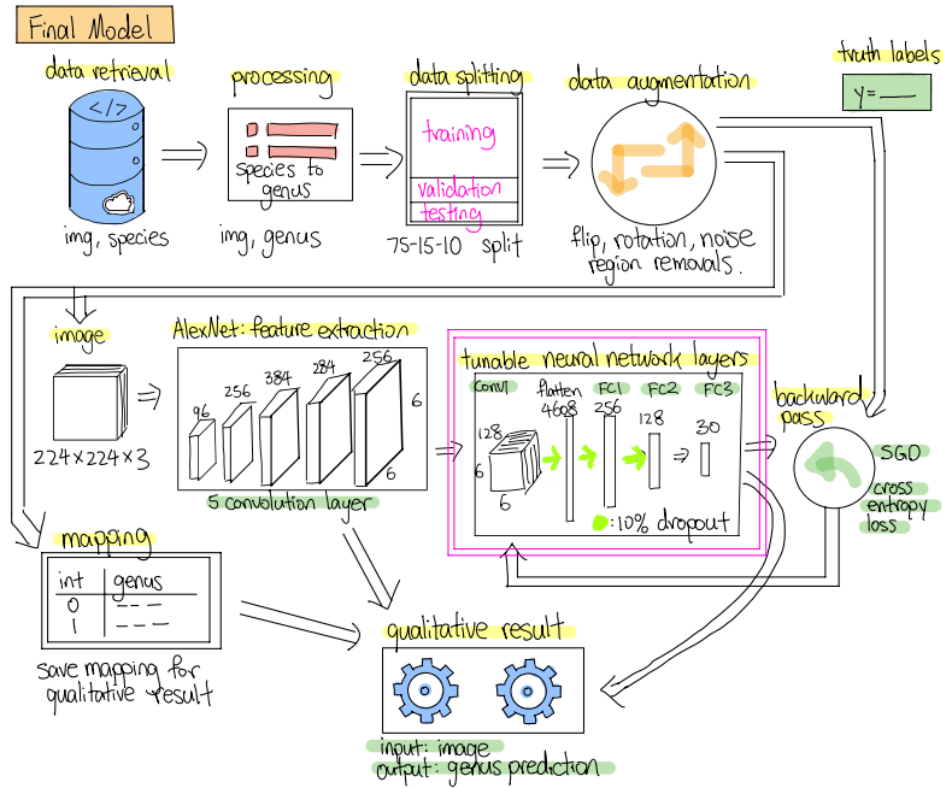 Final Model
data retrieval
</>
img, species
processing
species to
genus
img, genus
data splitting
training
validation
testing
75-15-10 split
data augmentation
flip, rotation, noise
region removals.
truth labels
y=
image
224×224×3
AlexNet: feature extraction
96
256
384
284
256
6
6
5 convolution layer
tunable neural network layers
Conv1
128
6
6
flatten
4608
FC1
256
FC2
128
FC3
30
:10% dropout
backward
pass
SGD
cross
entropy
loss
mapping
int genus
0 ---
1 ---
save mapping for
qualitative result
qualitative result
input: image
output: genus prediction